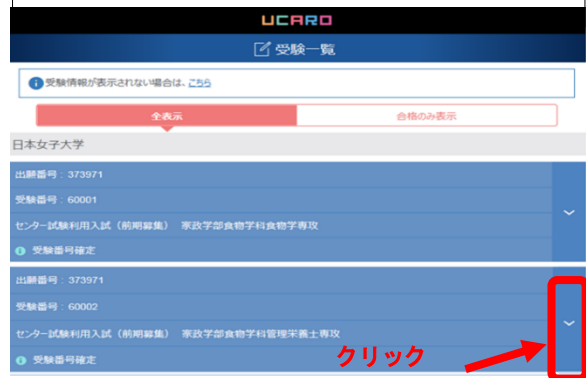 UCARO
受験一覧
受験情報が表示されない場合は、こちら
全表示
合格のみ表示
日本女子大学
出願番号：373971
受験番号：60001
センター試験利用入試（前期募集） 家政学部食物学科食物学専攻
受験番号確定
出願番号：373971
受験番号：60002
センター試験利用入試（前期募集） 家政学部食物学科管理栄養士専攻
受験番号確定
クリック